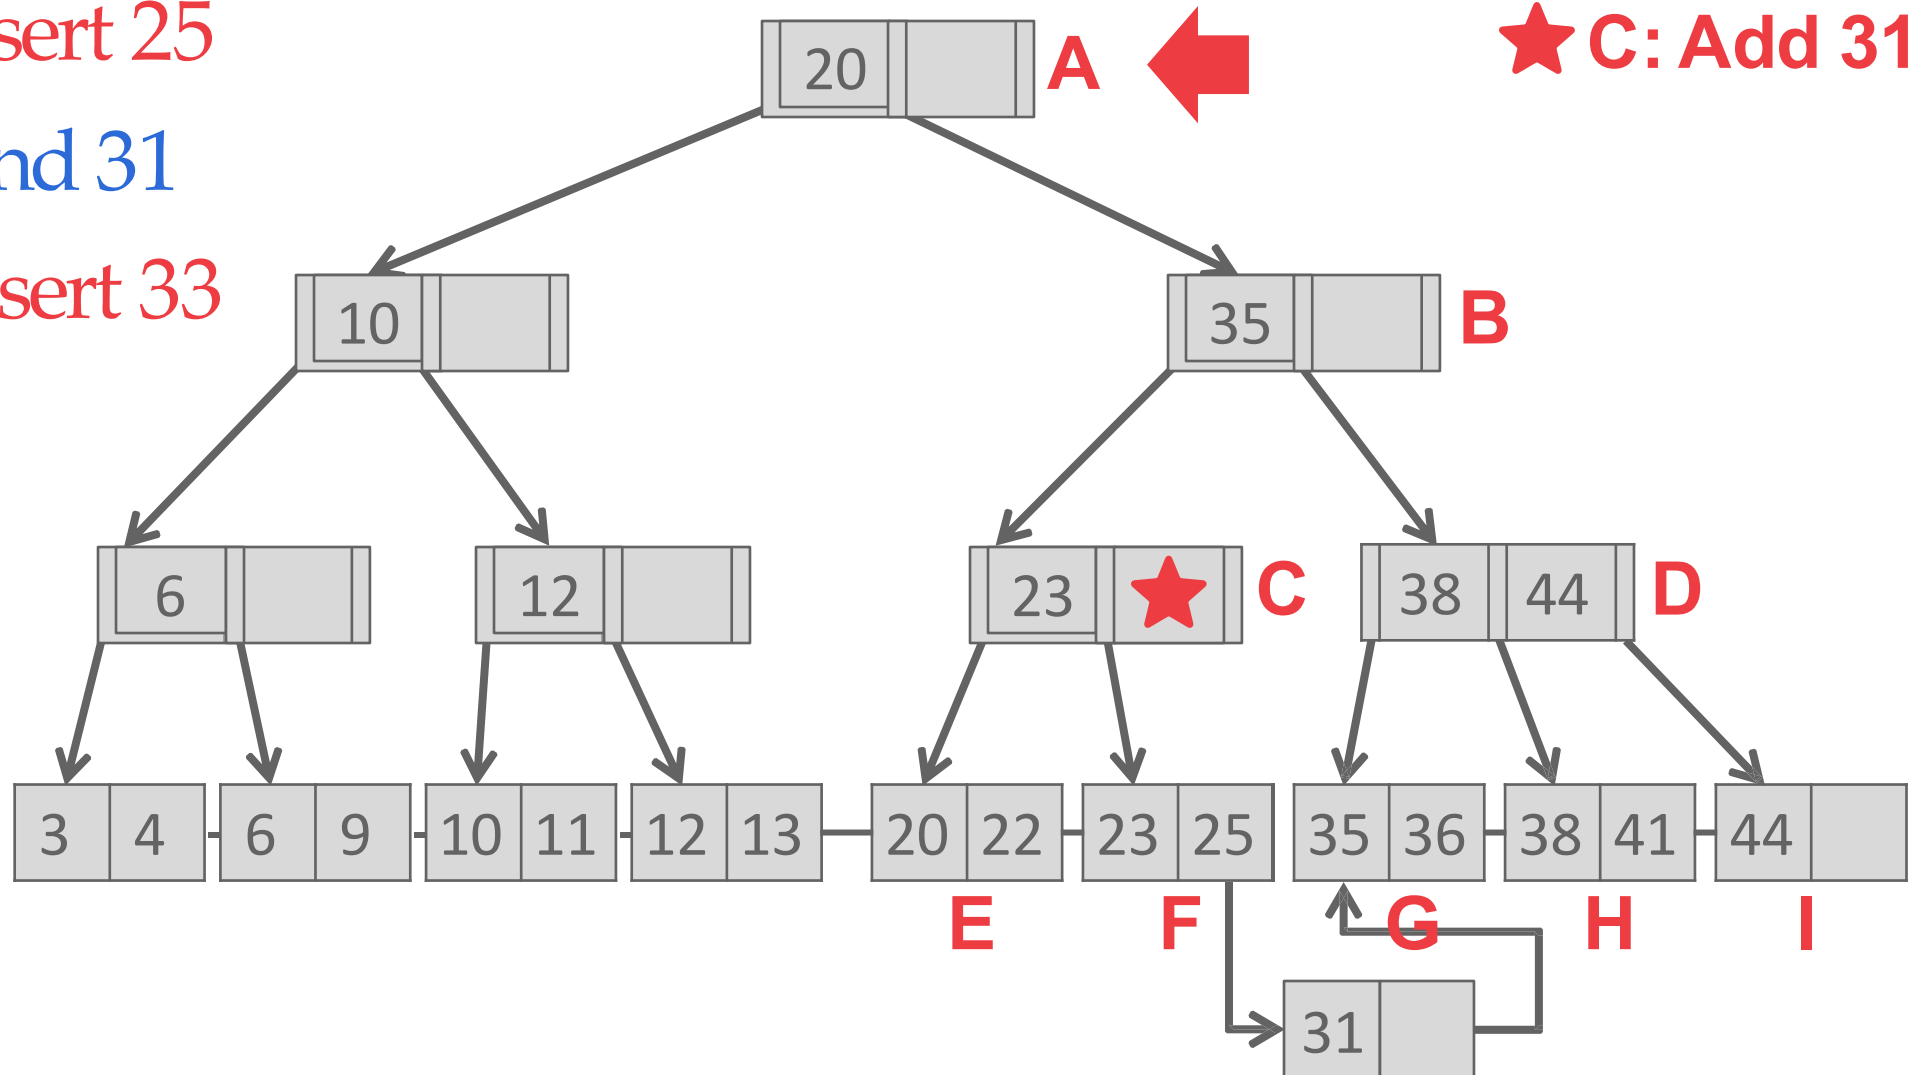 sert 25
nd 31
sert 33
★ C: Add 31
20 A
10
35 B
6
12
23 ★ C
38 44 D
3 4 6 9 10 11 12 13 20 22 23 25 35 36 38 41 44
E F G H I
31